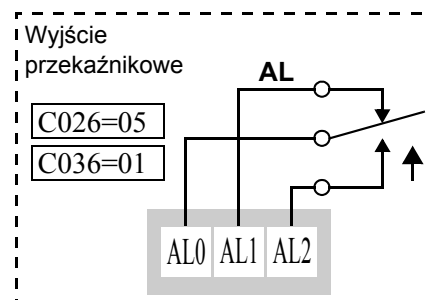 Wyjście
przekaźnikowe
AL
C026=05
C036=01
AL0 AL1 AL2